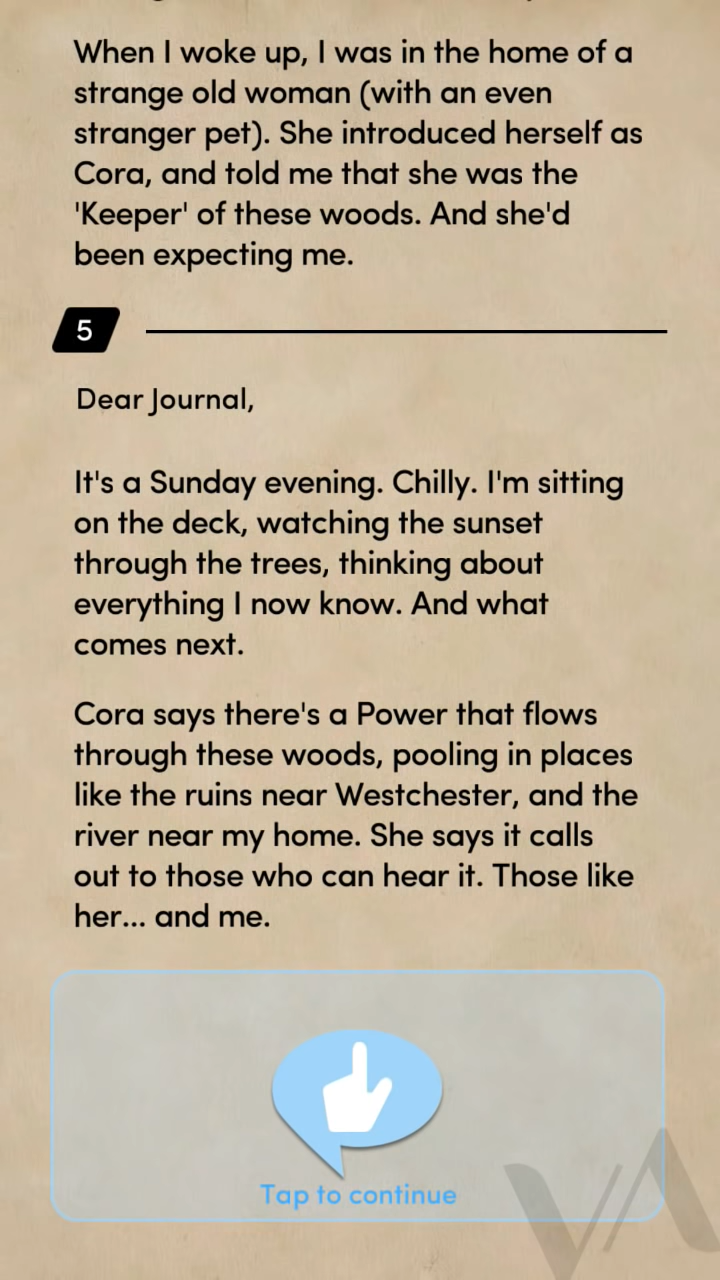 When I woke up, I was in the home of a
strange old woman (with an even
stranger pet). She introduced herself as
Cora, and told me that she was the
'Keeper' of these woods. And she'd
been expecting me.
5
Dear Journal,
It's a Sunday evening. Chilly. I'm sitting
on the deck, watching the sunset
through the trees, thinking about
everything I now know. And what
comes next.
Cora says there's a Power that flows
through these woods, pooling in places
like the ruins near Westchester, and the
river near my home. She says it calls
out to those who can hear it. Those like
her... and me.
Tap to continue